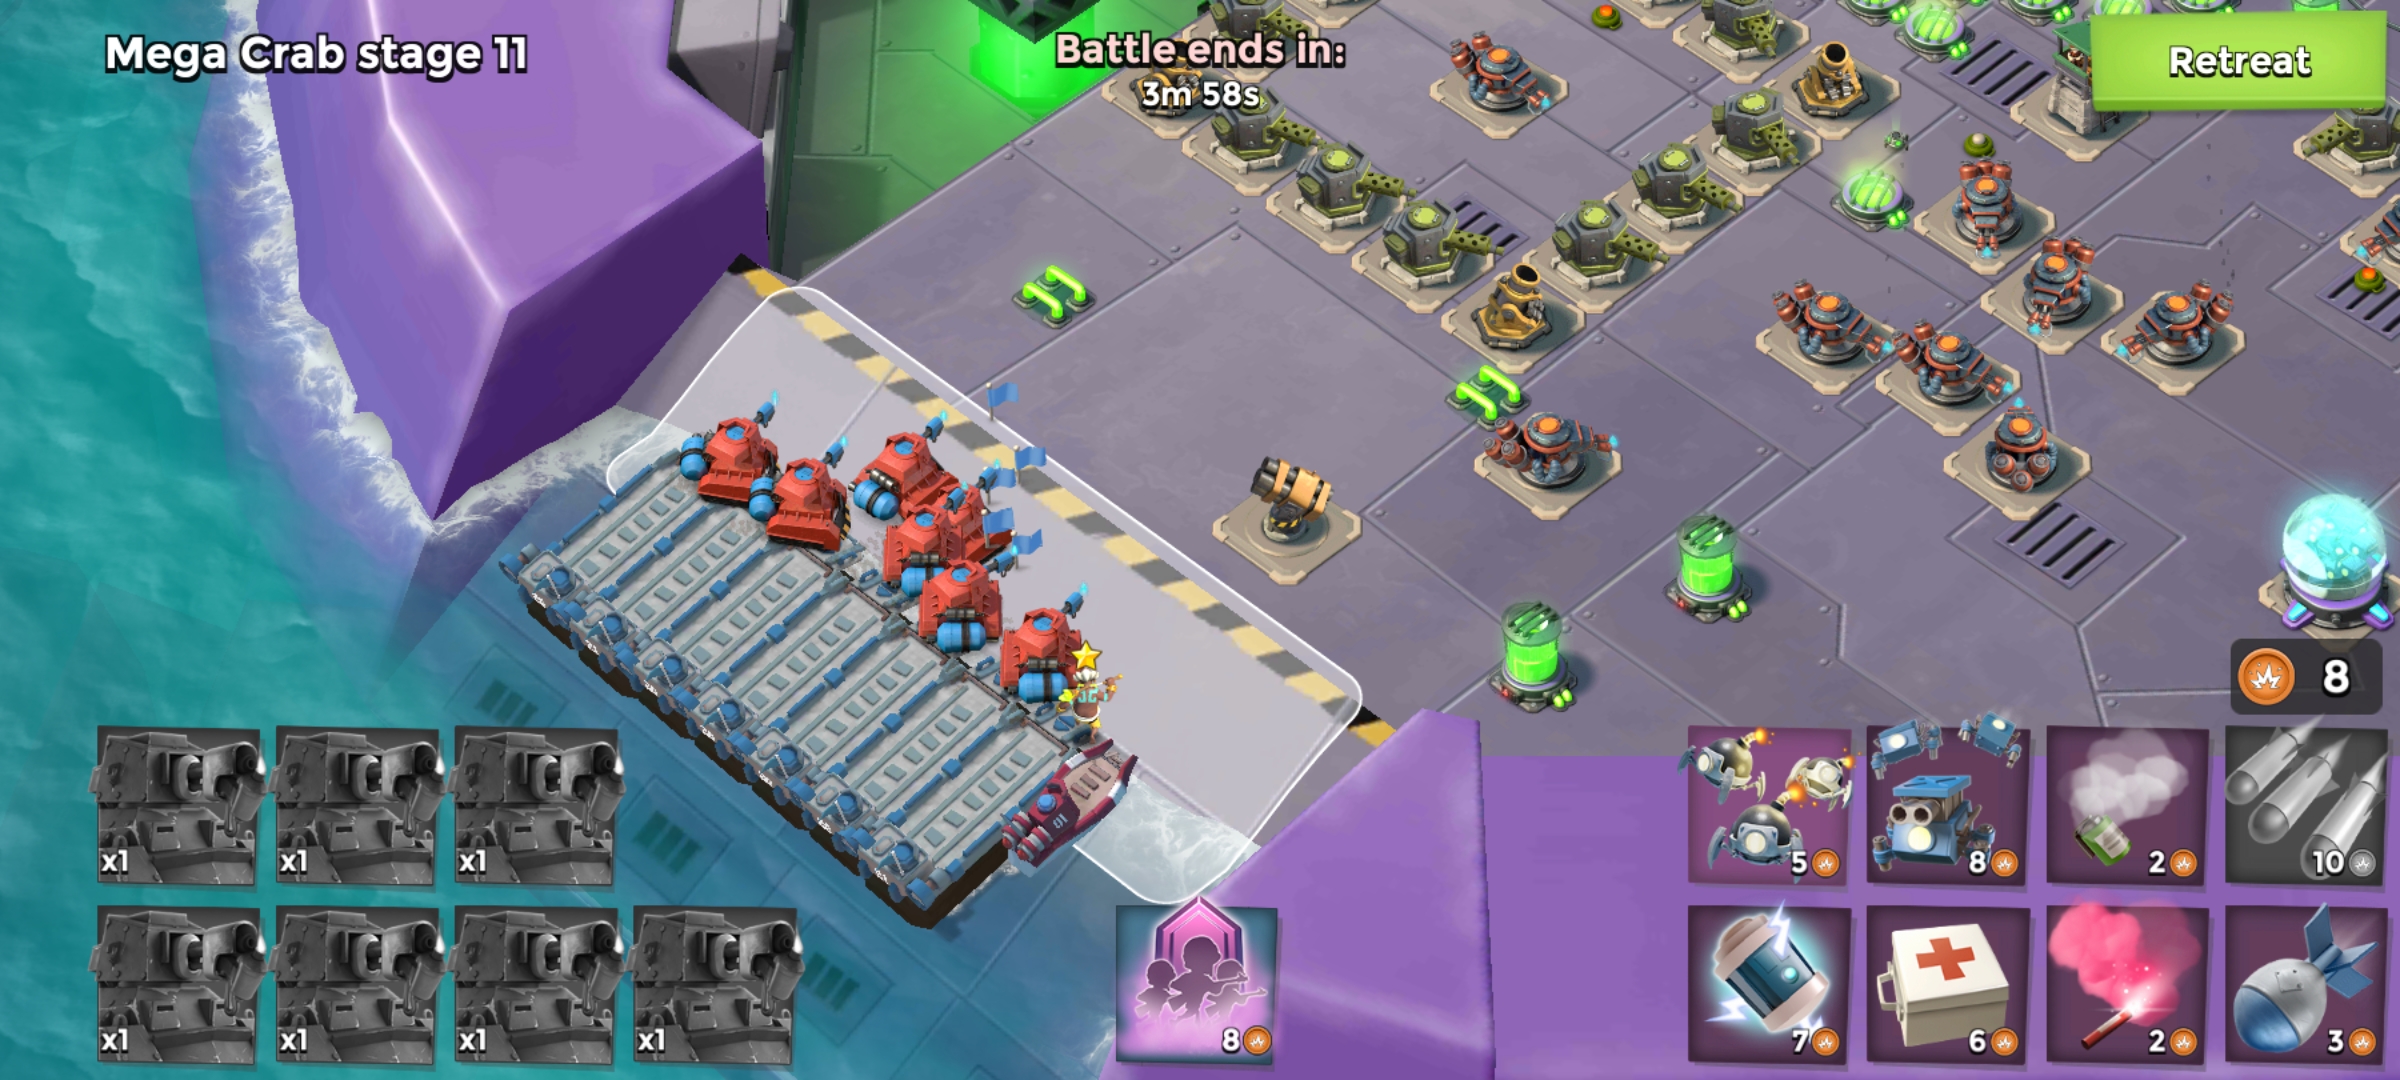 Mega Crab stage 11
Battle ends in:
3m 58s
Retreat
8
x1
x1
x1
5
8
2
10
x1
x1
x1
x1
8
7
6
2
3